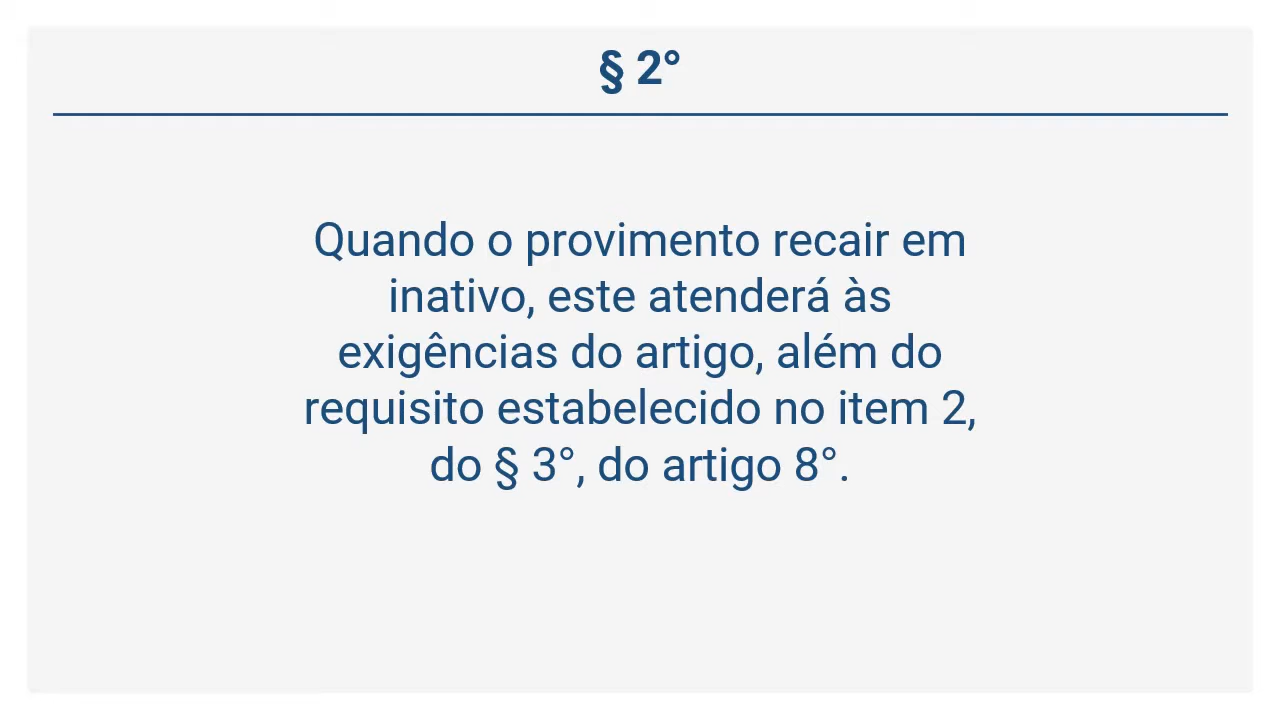 § 2°
Quando o provimento recair em
inativo, este atenderá às
exigências do artigo, além do
requisito estabelecido no item 2,
do § 3°, do artigo 8°.